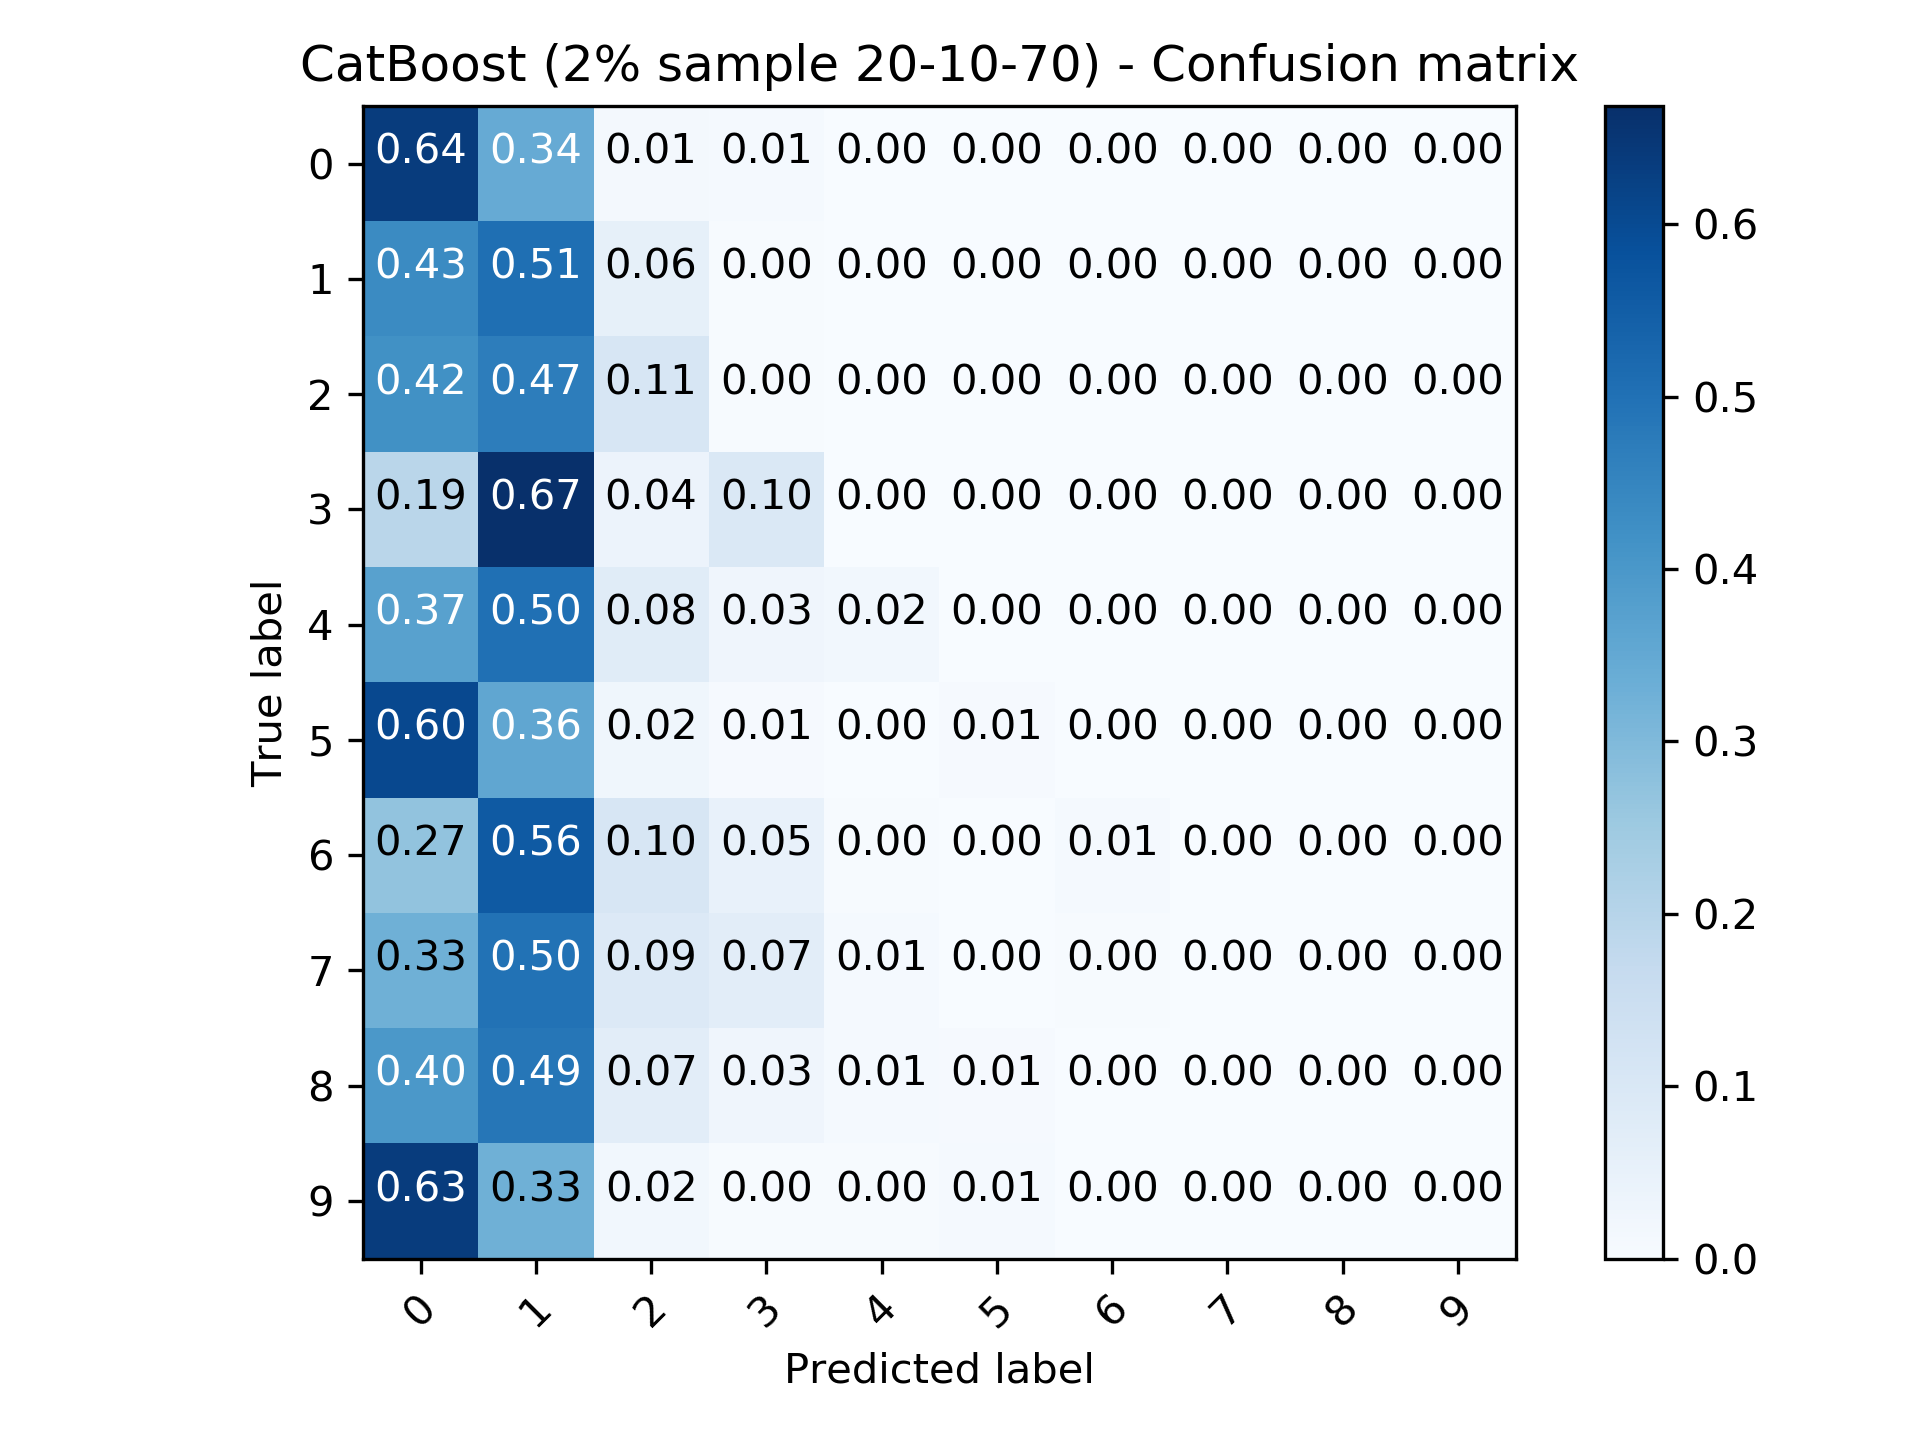 CatBoost (2% sample 20-10-70) - Confusion matrix
0 0.64 0.34 0.01 0.01 0.00 0.00 0.00 0.00 0.00 0.00
1 0.43 0.51 0.06 0.00 0.00 0.00 0.00 0.00 0.00 0.00
2 0.42 0.47 0.11 0.00 0.00 0.00 0.00 0.00 0.00 0.00
3 0.19 0.67 0.04 0.10 0.00 0.00 0.00 0.00 0.00 0.00
4 0.37 0.50 0.08 0.03 0.02 0.00 0.00 0.00 0.00 0.00
5 0.60 0.36 0.02 0.01 0.00 0.01 0.00 0.00 0.00 0.00
6 0.27 0.56 0.10 0.05 0.00 0.00 0.01 0.00 0.00 0.00
7 0.33 0.50 0.09 0.07 0.01 0.00 0.00 0.00 0.00 0.00
8 0.40 0.49 0.07 0.03 0.01 0.01 0.00 0.00 0.00 0.00
9 0.63 0.33 0.02 0.00 0.00 0.01 0.00 0.00 0.00 0.00
0 1 2 3 4 5 6 7 8 9
Predicted label
True label
0.6
0.5
0.4
0.3
0.2
0.1
0.0